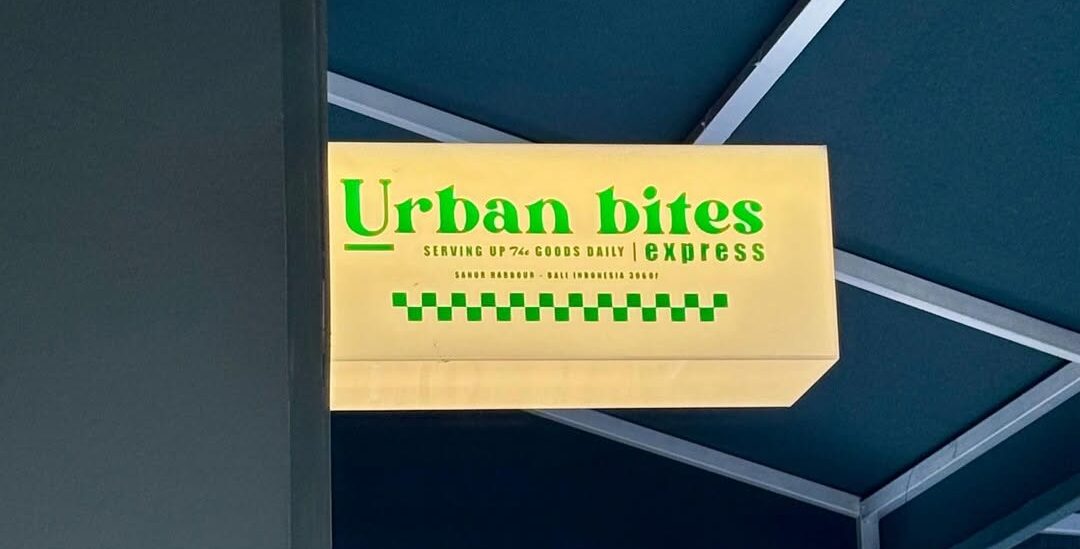 Urban bites
SERVING UP The GOODS DAILY | express
SANUR HARBOUR - BALI INDONESIA